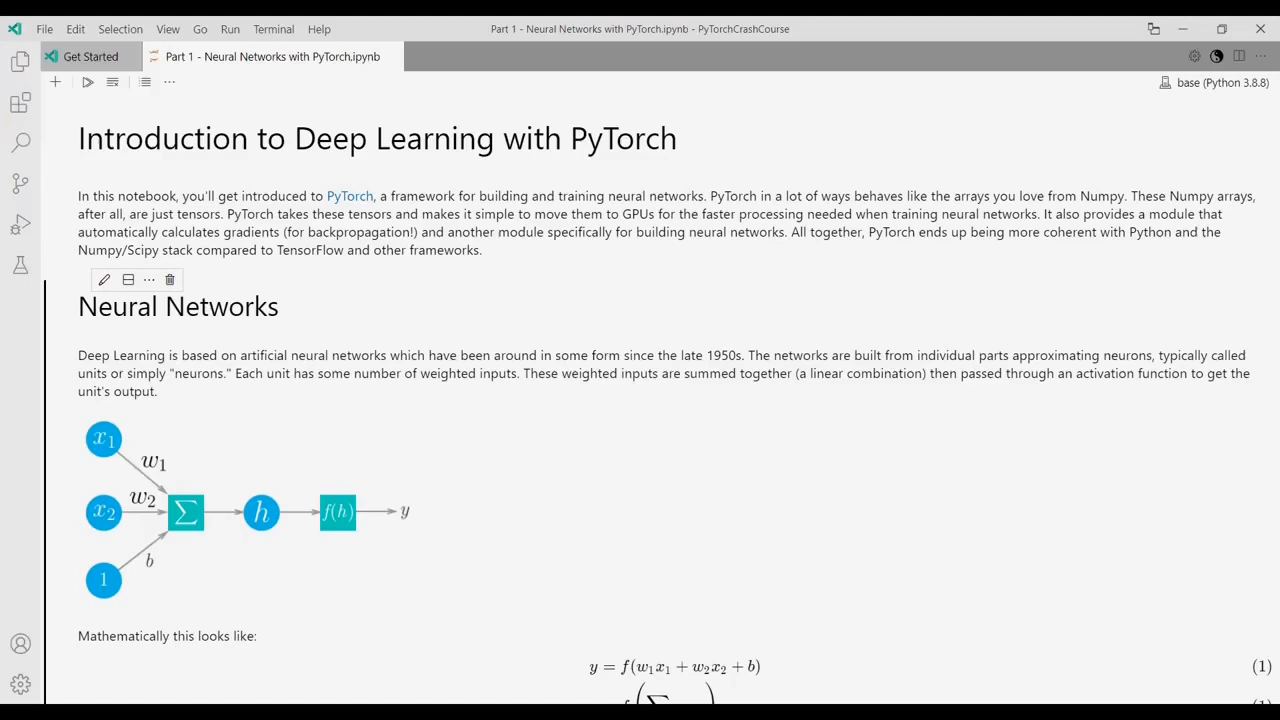 File Edit Selection View Go Run Terminal Help Part 1 - Neural Networks with PyTorch.ipynb - PyTorchCrashCourse
Get Started Part 1 - Neural Networks with PyTorch.ipynb
base (Python 3.8.8)
Introduction to Deep Learning with PyTorch
In this notebook, you'll get introduced to PyTorch, a framework for building and training neural networks. PyTorch in a lot of ways behaves like the arrays you love from Numpy. These Numpy arrays,
after all, are just tensors. PyTorch takes these tensors and makes it simple to move them to GPUs for the faster processing needed when training neural networks. It also provides a module that
automatically calculates gradients (for backpropagation!) and another module specifically for building neural networks. All together, PyTorch ends up being more coherent with Python and the
Numpy/Scipy stack compared to TensorFlow and other frameworks.
Neural Networks
Deep Learning is based on artificial neural networks which have been around in some form since the late 1950s. The networks are built from individual parts approximating neurons, typically called
units or simply "neurons." Each unit has some number of weighted inputs. These weighted inputs are summed together (a linear combination) then passed through an activation function to get the
unit's output.
x₁
w₁
x₂ w₂ ∑ h f(h) y
b
1
Mathematically this looks like:
y = f(w₁x₁ + w₂x₂ + b) (1)